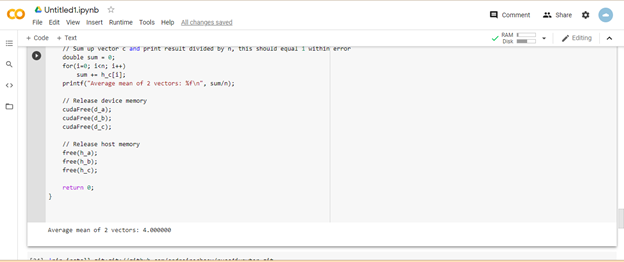 CO Untitled1.ipynb
File Edit View Insert Runtime Tools Help All changes saved
Comment Share
+ Code + Text
RAM
Disk
Editing
// Sum up vector c and print result divided by n, this should equal 1 within error
double sum = 0;
for(i=0; i<n; i++)
sum += h_c[i];
printf("Average mean of 2 vectors: %f\n", sum/n);
// Release device memory
cudaFree(d_a);
cudaFree(d_b);
cudaFree(d_c);
// Release host memory
free(h_a);
free(h_b);
free(h_c);
return 0;
}
Average mean of 2 vectors: 4.000000